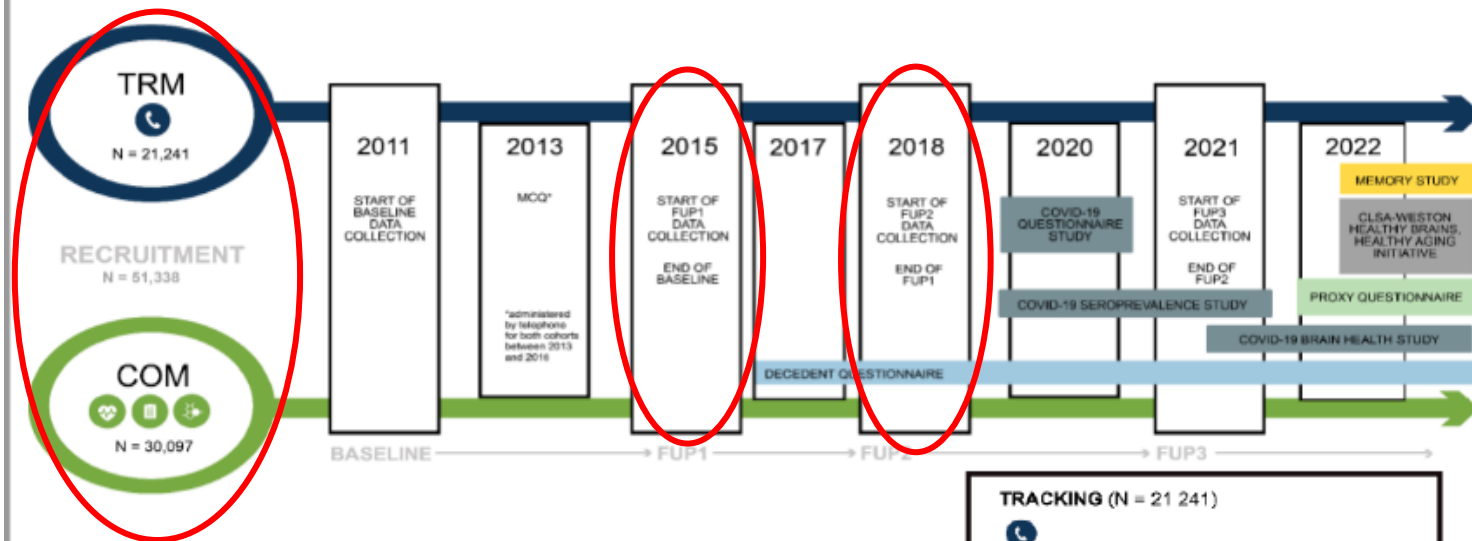 TRM
N = 21,241
RECRUITMENT
N = 51,338
COM
N = 30,097
2011
START OF
BASELINE
DATA
COLLECTION
2013
MCQ*
*administered
by telephone
for both cohorts
between 2013
and 2016
2015
START OF
FUP1
DATA
COLLECTION
END OF
BASELINE
2017
2018
START OF
FUP2
DATA
COLLECTION
END OF
FUP1
2020
COVID-19
QUESTIONNAIRE
STUDY
2021
START OF
FUP3
DATA
COLLECTION
END OF
FUP2
2022
MEMORY STUDY
CLSA-WESTON
HEALTHY BRAINS,
HEALTHY AGING
INITIATIVE
PROXY QUESTIONNAIRE
COVID-19 SEROPREVALENCE STUDY
COVID-19 BRAIN HEALTH STUDY
DECEDENT QUESTIONNAIRE
BASELINE
FUP1
FUP2
FUP3
TRACKING (N = 21 241)